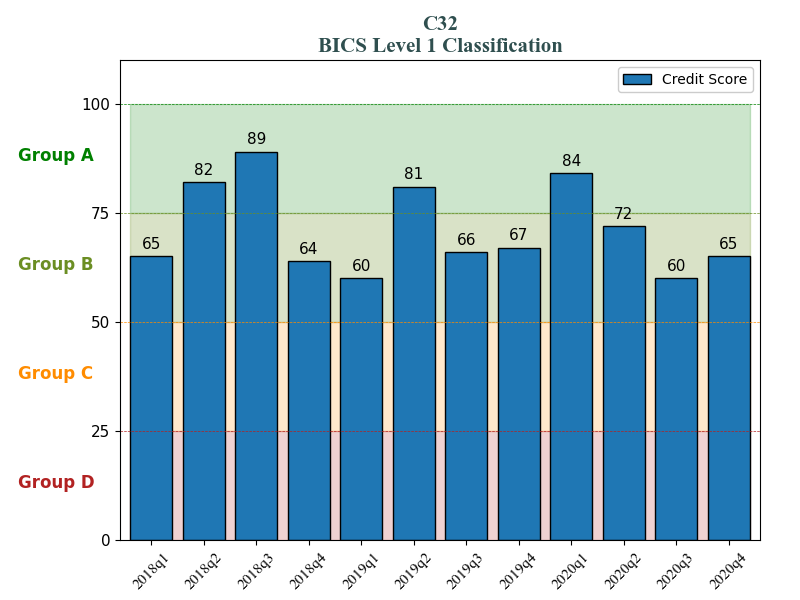 C32
BICS Level 1 Classification
Credit Score
100
Group A
89
84
82
81
75
72
65
64
60
66
67
60
65
Group B
50
Group C
25
Group D
0
2018q1 2018q2 2018q3 2018q4 2019q1 2019q2 2019q3 2019q4 2020q1 2020q2 2020q3 2020q4